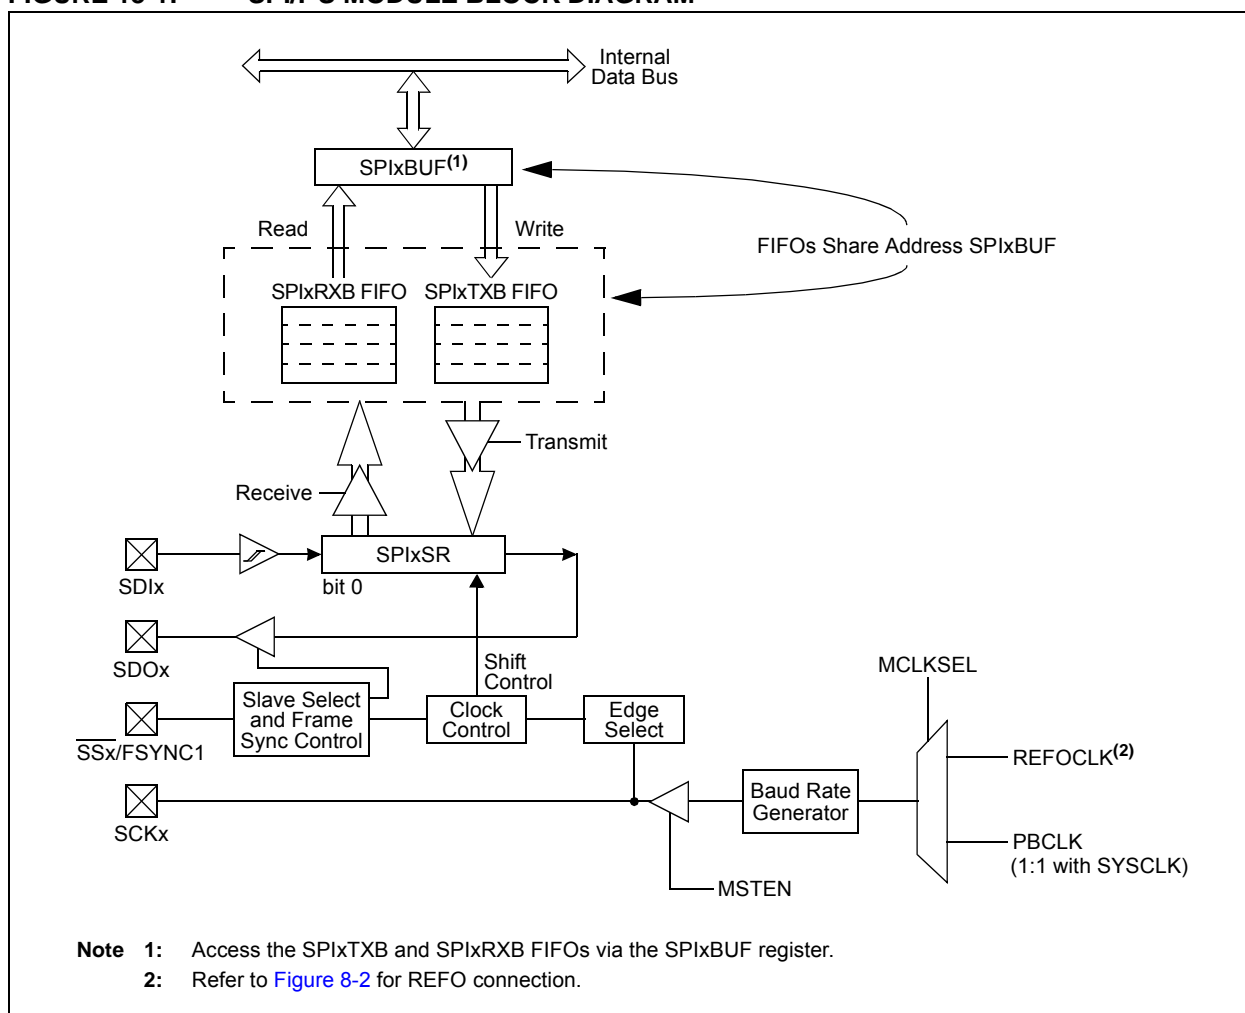 Internal
Data Bus
SPIxBUF(1)
Read
Write
FIFOs Share Address SPIxBUF
SPIxRXB FIFO
SPIxTXB FIFO
Transmit
Receive
SPIxSR
SDIx
bit 0
SDOx
Shift
Control
MCLKSEL
Slave Select
and Frame
Sync Control
Clock
Control
Edge
Select
SSx/FSYNC1
REFOCLK(2)
Baud Rate
Generator
SCKx
PBCLK
(1:1 with SYSCLK)
MSTEN
Note 1: Access the SPIxTXB and SPIxRXB FIFOs via the SPIxBUF register.
2: Refer to Figure 8-2 for REFO connection.